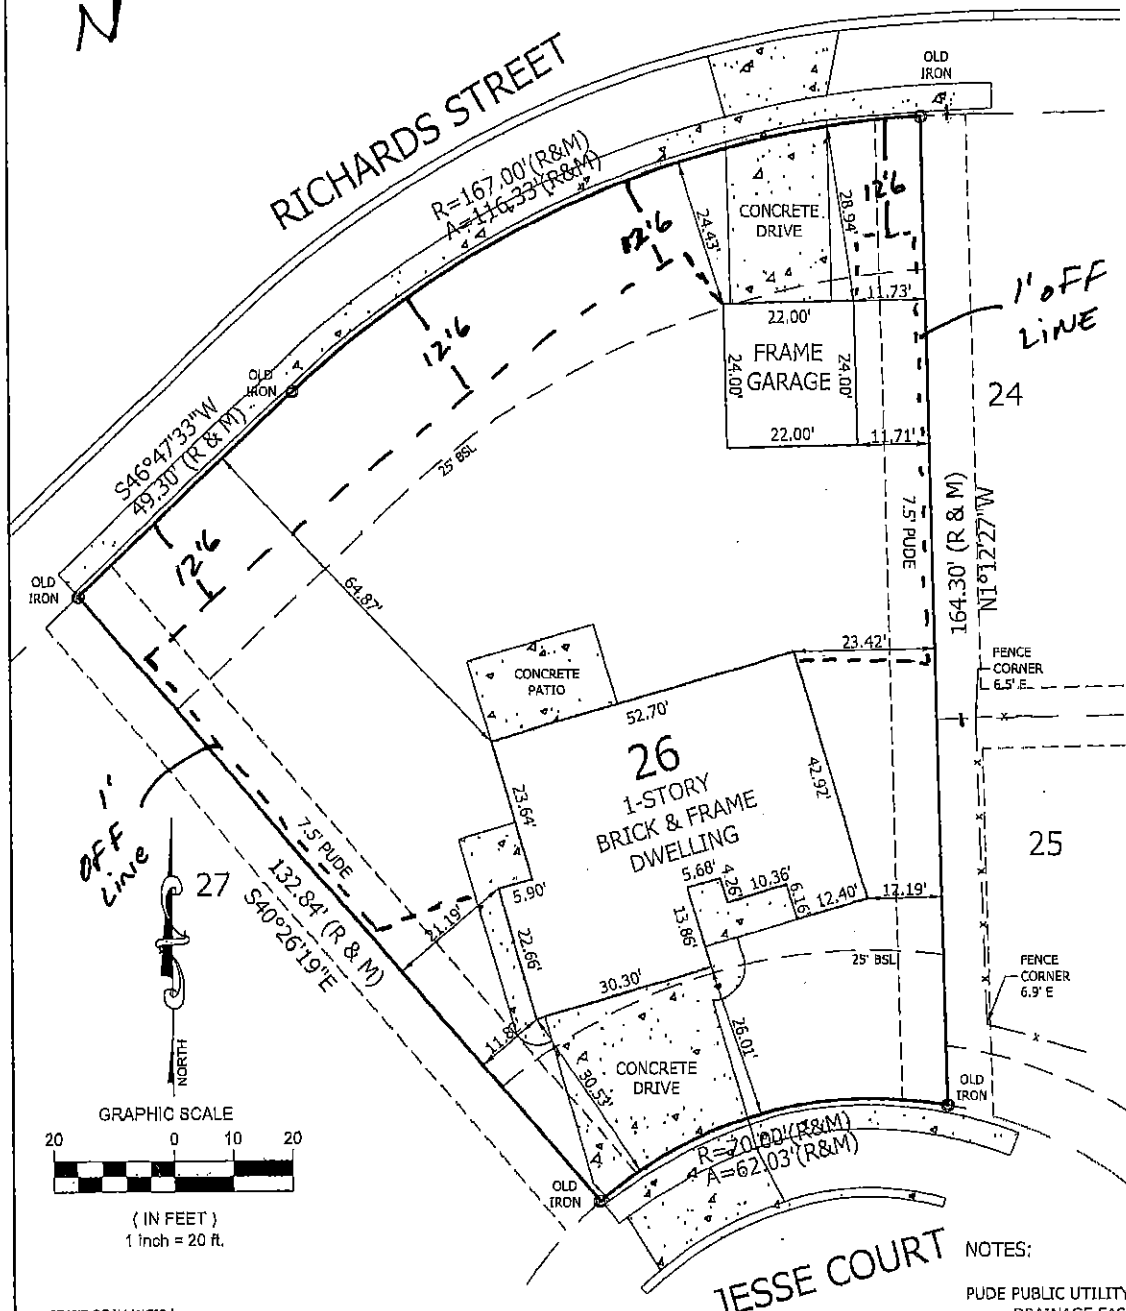 N
RICHARDS STREET
OLD
IRON
R=167.00'(R&M)
A=116.33'(R&M)
12'6
CONCRETE
DRIVE
24.43'
28.94'
12'6
11.73'
1' OFF
LINE
22.00'
FRAME
GARAGE
24.00'
24.00'
22.00'
11.71'
24
12'6
OLD
IRON
S46°47'33"W
49.30' (R & M)
25' BSL
7.5' PUDE
164.30' (R & M)
N1°12'27"W
12'6
OLD
IRON
64.87'
23.42'
FENCE
CORNER
6.5' E
CONCRETE
PATIO
52.70'
26
1-STORY
BRICK & FRAME
DWELLING
42.92'
23.64'
1'
OFF
LINE
27
7.5' PUDE
132.84' (R & M)
S40°26'19"E
21.19'
5.90'
22.66'
5.68'
4.26'
10.36'
6.16'
12.40'
12.19'
13.86'
25
25' BSL
FENCE
CORNER
6.9' E
30.30'
11.82'
30.53'
CONCRETE
DRIVE
26.01'
NORTH
GRAPHIC SCALE
20 0 10 20
( IN FEET )
1 inch = 20 ft.
OLD
IRON
R=70.00'(R&M)
A=62.03'(R&M)
OLD
IRON
JESSE COURT
NOTES:
PUDE PUBLIC UTILITY